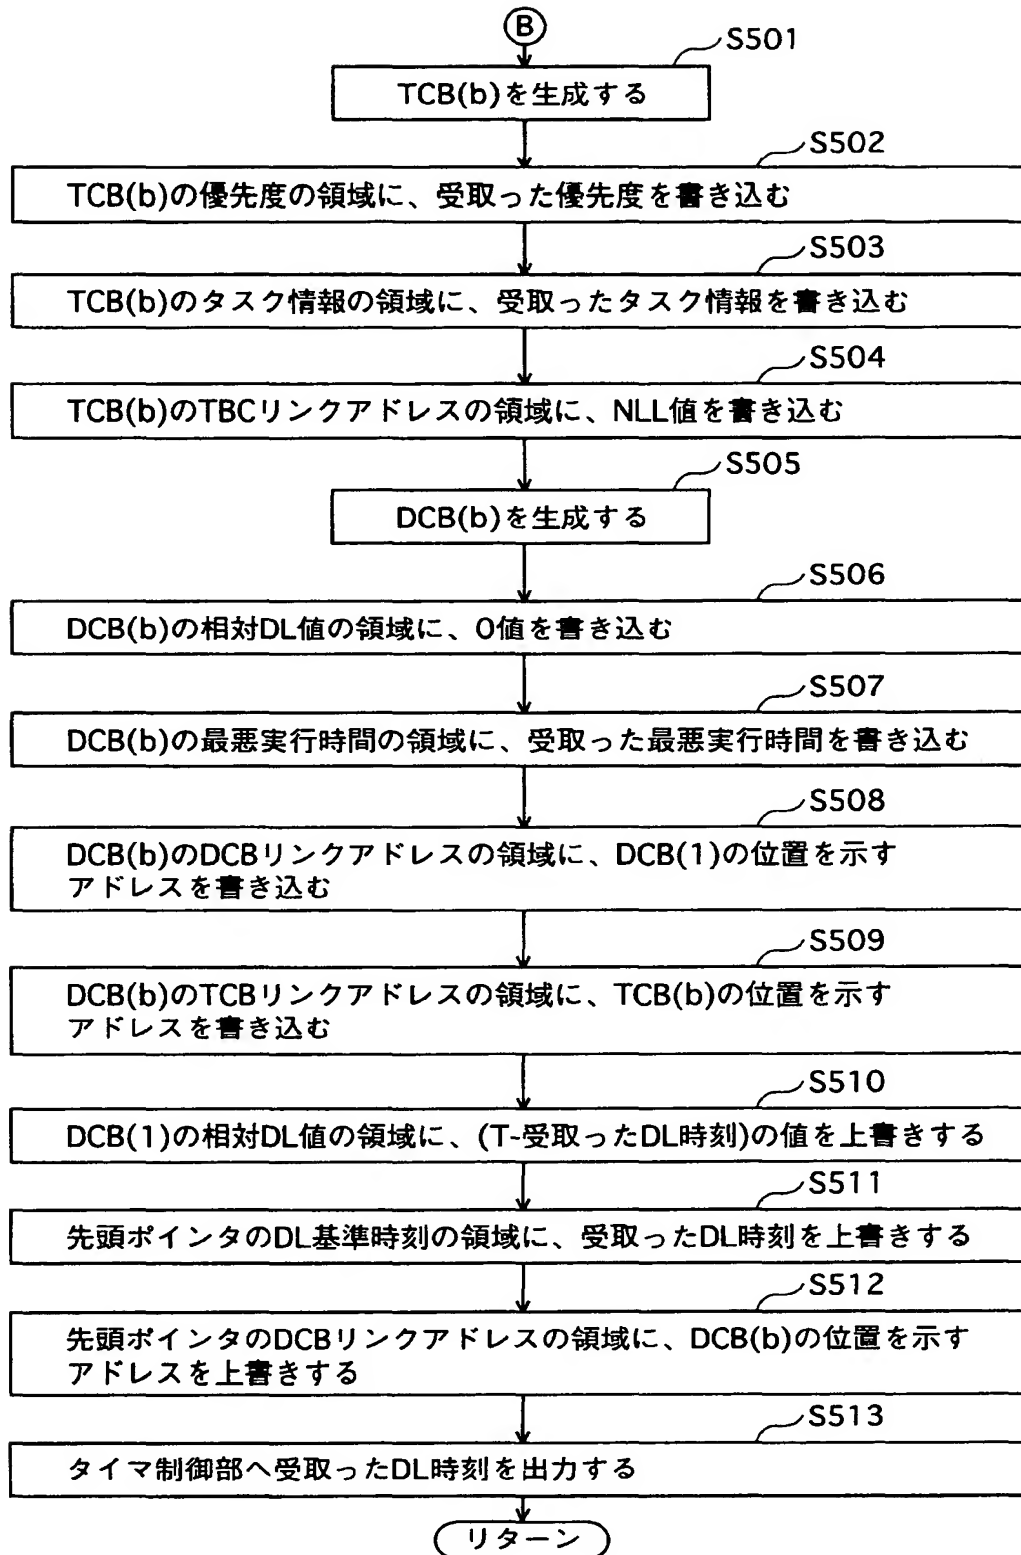 B
S501
TCB(b)を生成する
S502
TCB(b)の優先度の領域に、受取った優先度を書き込む
S503
TCB(b)のタスク情報の領域に、受取ったタスク情報を書き込む
S504
TCB(b)のTBCリンクアドレスの領域に、NLL値を書き込む
S505
DCB(b)を生成する
S506
DCB(b)の相対DL値の領域に、0値を書き込む
S507
DCB(b)の最悪実行時間の領域に、受取った最悪実行時間を書き込む
S508
DCB(b)のDCBリンクアドレスの領域に、DCB(1)の位置を示す
アドレスを書き込む
S509
DCB(b)のTCBリンクアドレスの領域に、TCB(b)の位置を示す
アドレスを書き込む
S510
DCB(1)の相対DL値の領域に、(T-受取ったDL時刻)の値を上書きする
S511
先頭ポインタのDL基準時刻の領域に、受取ったDL時刻を上書きする
S512
先頭ポインタのDCBリンクアドレスの領域に、DCB(b)の位置を示す
アドレスを上書きする
S513
タイマ制御部へ受取ったDL時刻を出力する
リターン